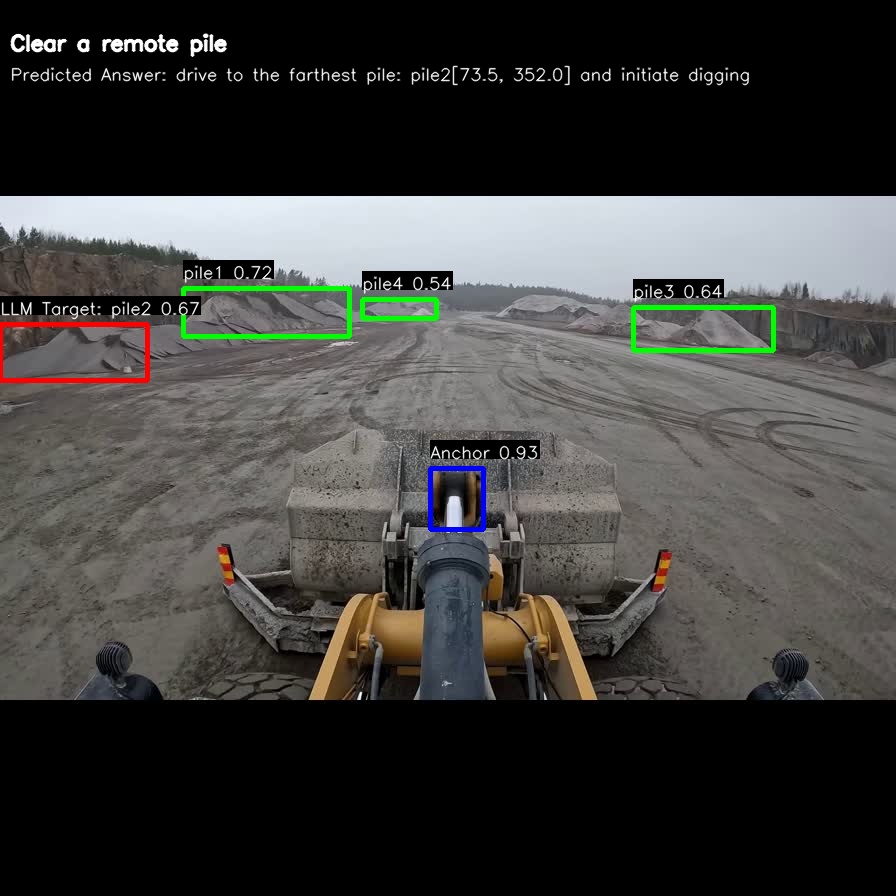 Clear a remote pile
Predicted Answer: drive to the farthest pile: pile2[73.5, 352.0] and initiate digging
pile1 0.72
pile4 0.54
pile3 0.64
LLM Target: pile2 0.67
Anchor 0.93